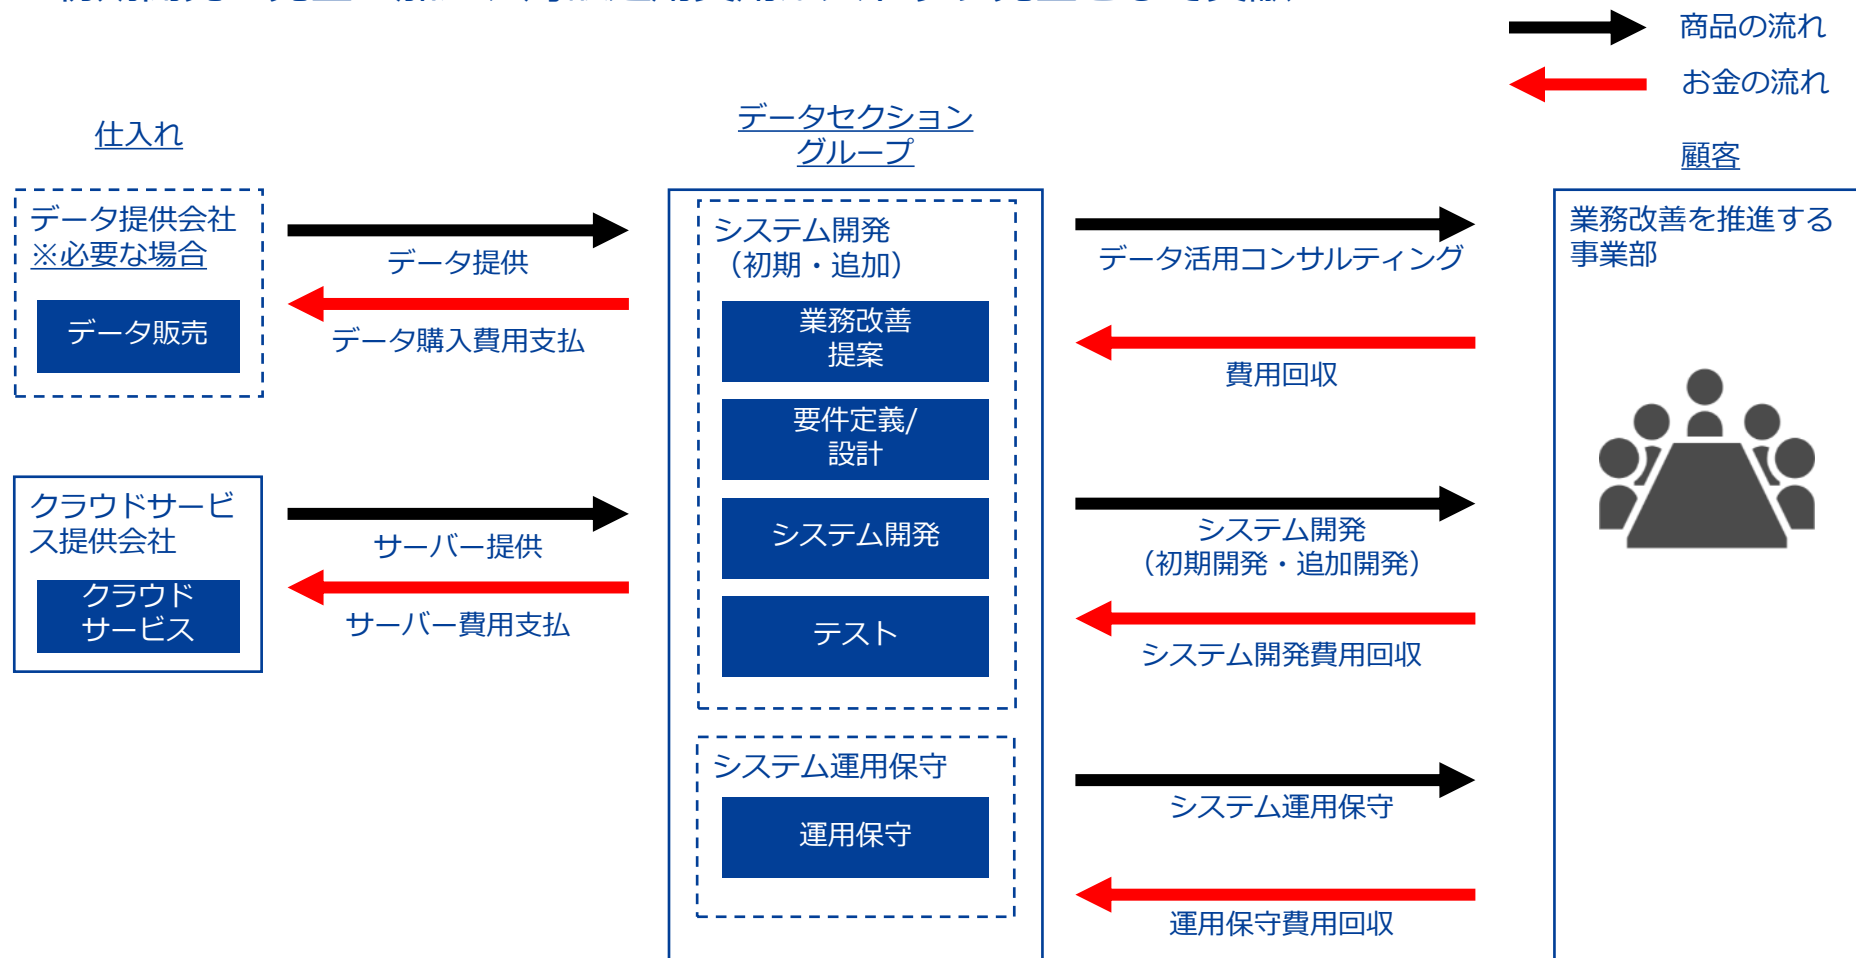 商品の流れ
お金の流れ
仕入れ
データセクション
グループ
顧客
データ提供会社
※必要な場合
データ販売
データ提供
データ購入費用支払
クラウドサービ
ス提供会社
クラウド
サービス
サーバー提供
サーバー費用支払
システム開発
（初期・追加）
業務改善
提案
要件定義/
設計
システム開発
テスト
システム運用保守
運用保守
データ活用コンサルティング
費用回収
システム開発
（初期開発・追加開発）
システム開発費用回収
システム運用保守
運用保守費用回収
業務改善を推進する
事業部